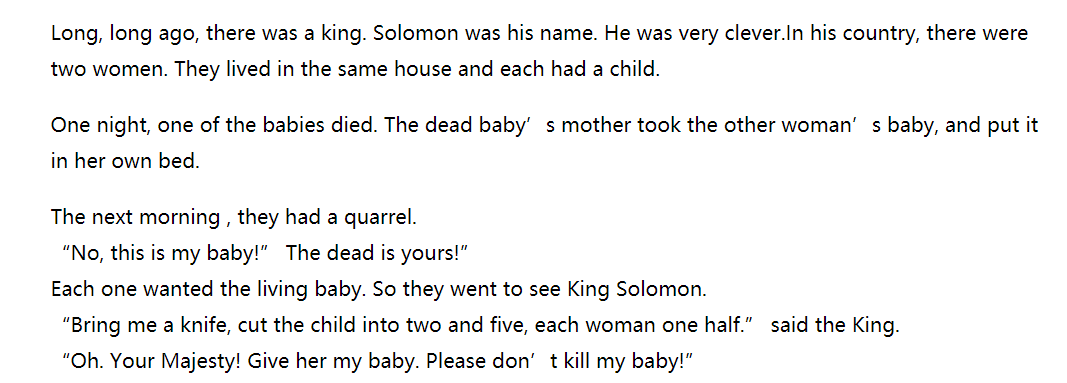 Long, long ago, there was a king. Solomon was his name. He was very clever.In his country, there were
two women. They lived in the same house and each had a child.
One night, one of the babies died. The dead baby’s mother took the other woman’s baby, and put it
in her own bed.
The next morning , they had a quarrel.
“No, this is my baby!” The dead is yours!”
Each one wanted the living baby. So they went to see King Solomon.
“Bring me a knife, cut the child into two and five, each woman one half.” said the King.
“Oh. Your Majesty! Give her my baby. Please don’t kill my baby!”